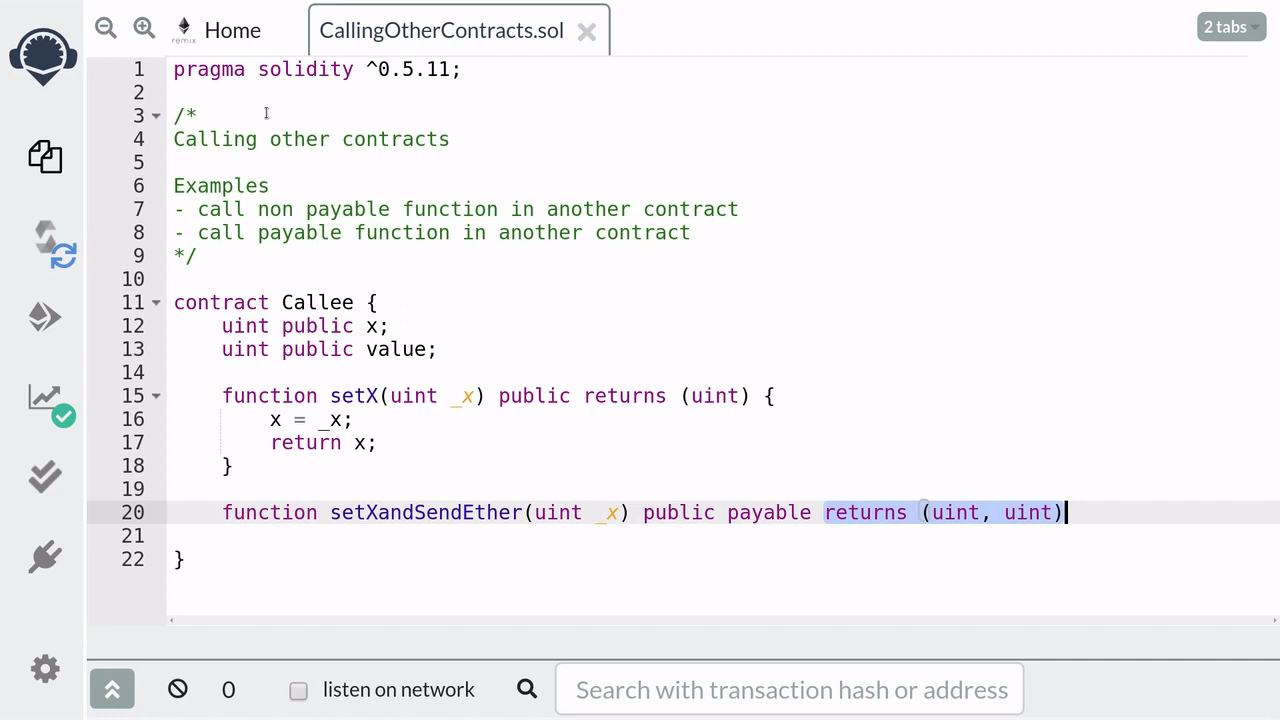 remix
Home
CallingOtherContracts.sol
2 tabs
1 pragma solidity ^0.5.11;
2
3 /*
4 Calling other contracts
5
6 Examples
7 - call non payable function in another contract
8 - call payable function in another contract
9 */
10
11 contract Callee {
12     uint public x;
13     uint public value;
14
15     function setX(uint _x) public returns (uint) {
16         x = _x;
17         return x;
18     }
19
20     function setXandSendEther(uint _x) public payable returns (uint, uint)
21
22 }
0
listen on network
Search with transaction hash or address